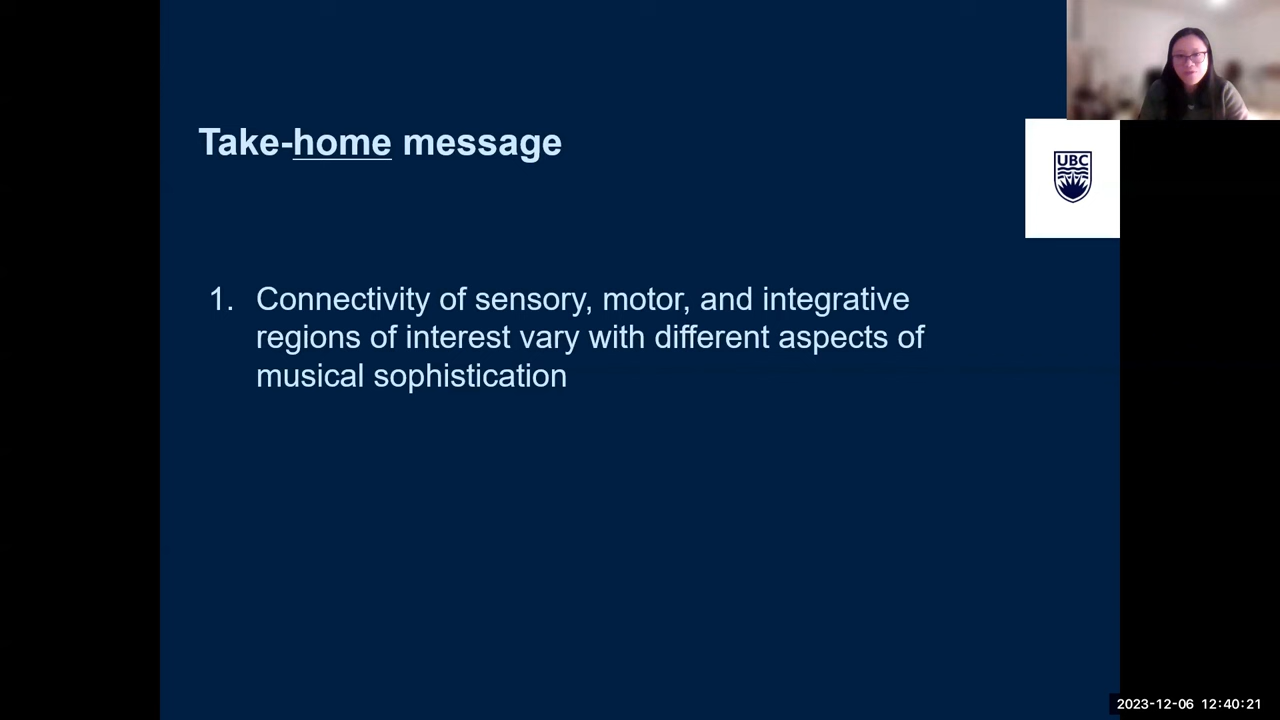 Take-home message
UBC
1. Connectivity of sensory, motor, and integrative
regions of interest vary with different aspects of
musical sophistication
2023-12-06 12:40:21